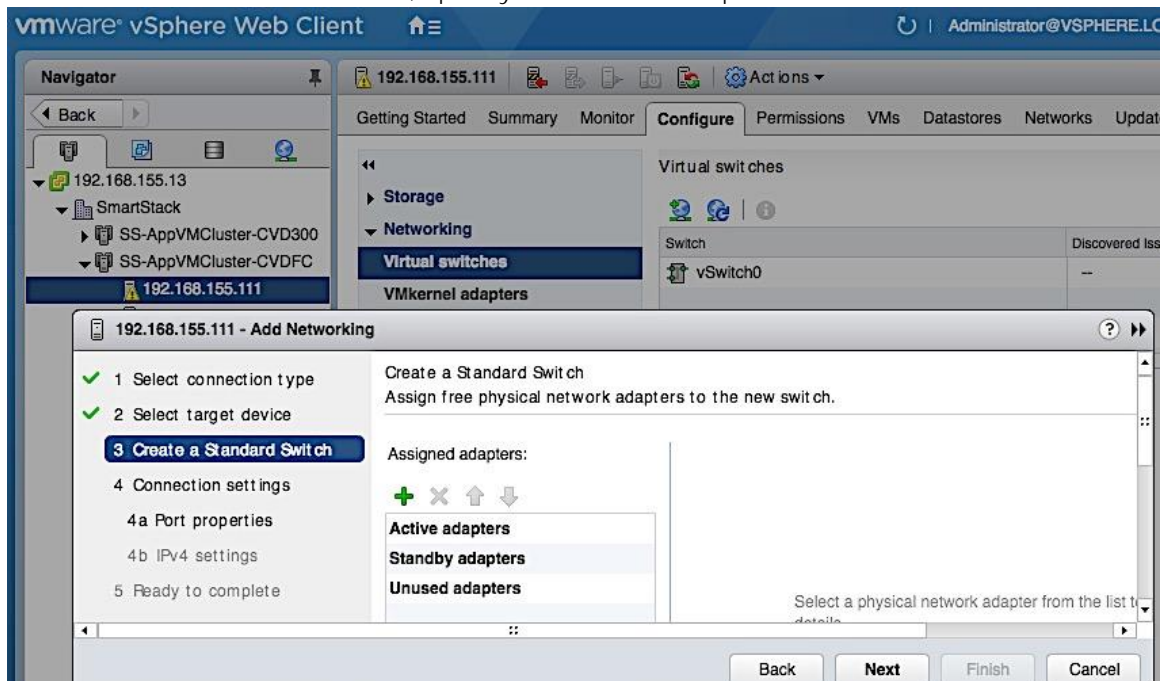 vmware® vSphere Web Client
Administrator@VSPHERE.LO
Navigator
192.168.155.111
Actions
Back
Getting Started Summary Monitor Configure Permissions VMs Datastores Networks Updat
192.168.155.13
SmartStack
SS-AppVMCluster-CVD300
SS-AppVMCluster-CVDFC
192.168.155.111
Storage
Networking
Virtual switches
VMkernel adapters
Virtual switches
Switch Discovered Iss
vSwitch0 --
192.168.155.111 - Add Networking
1 Select connection type
2 Select target device
3 Create a Standard Switch
4 Connection settings
4a Port properties
4b IPv4 settings
5 Ready to complete
Create a Standard Switch
Assign free physical network adapters to the new switch.
Assigned adapters:
Active adapters
Standby adapters
Unused adapters
Select a physical network adapter from the list to
details
Back Next Finish Cancel